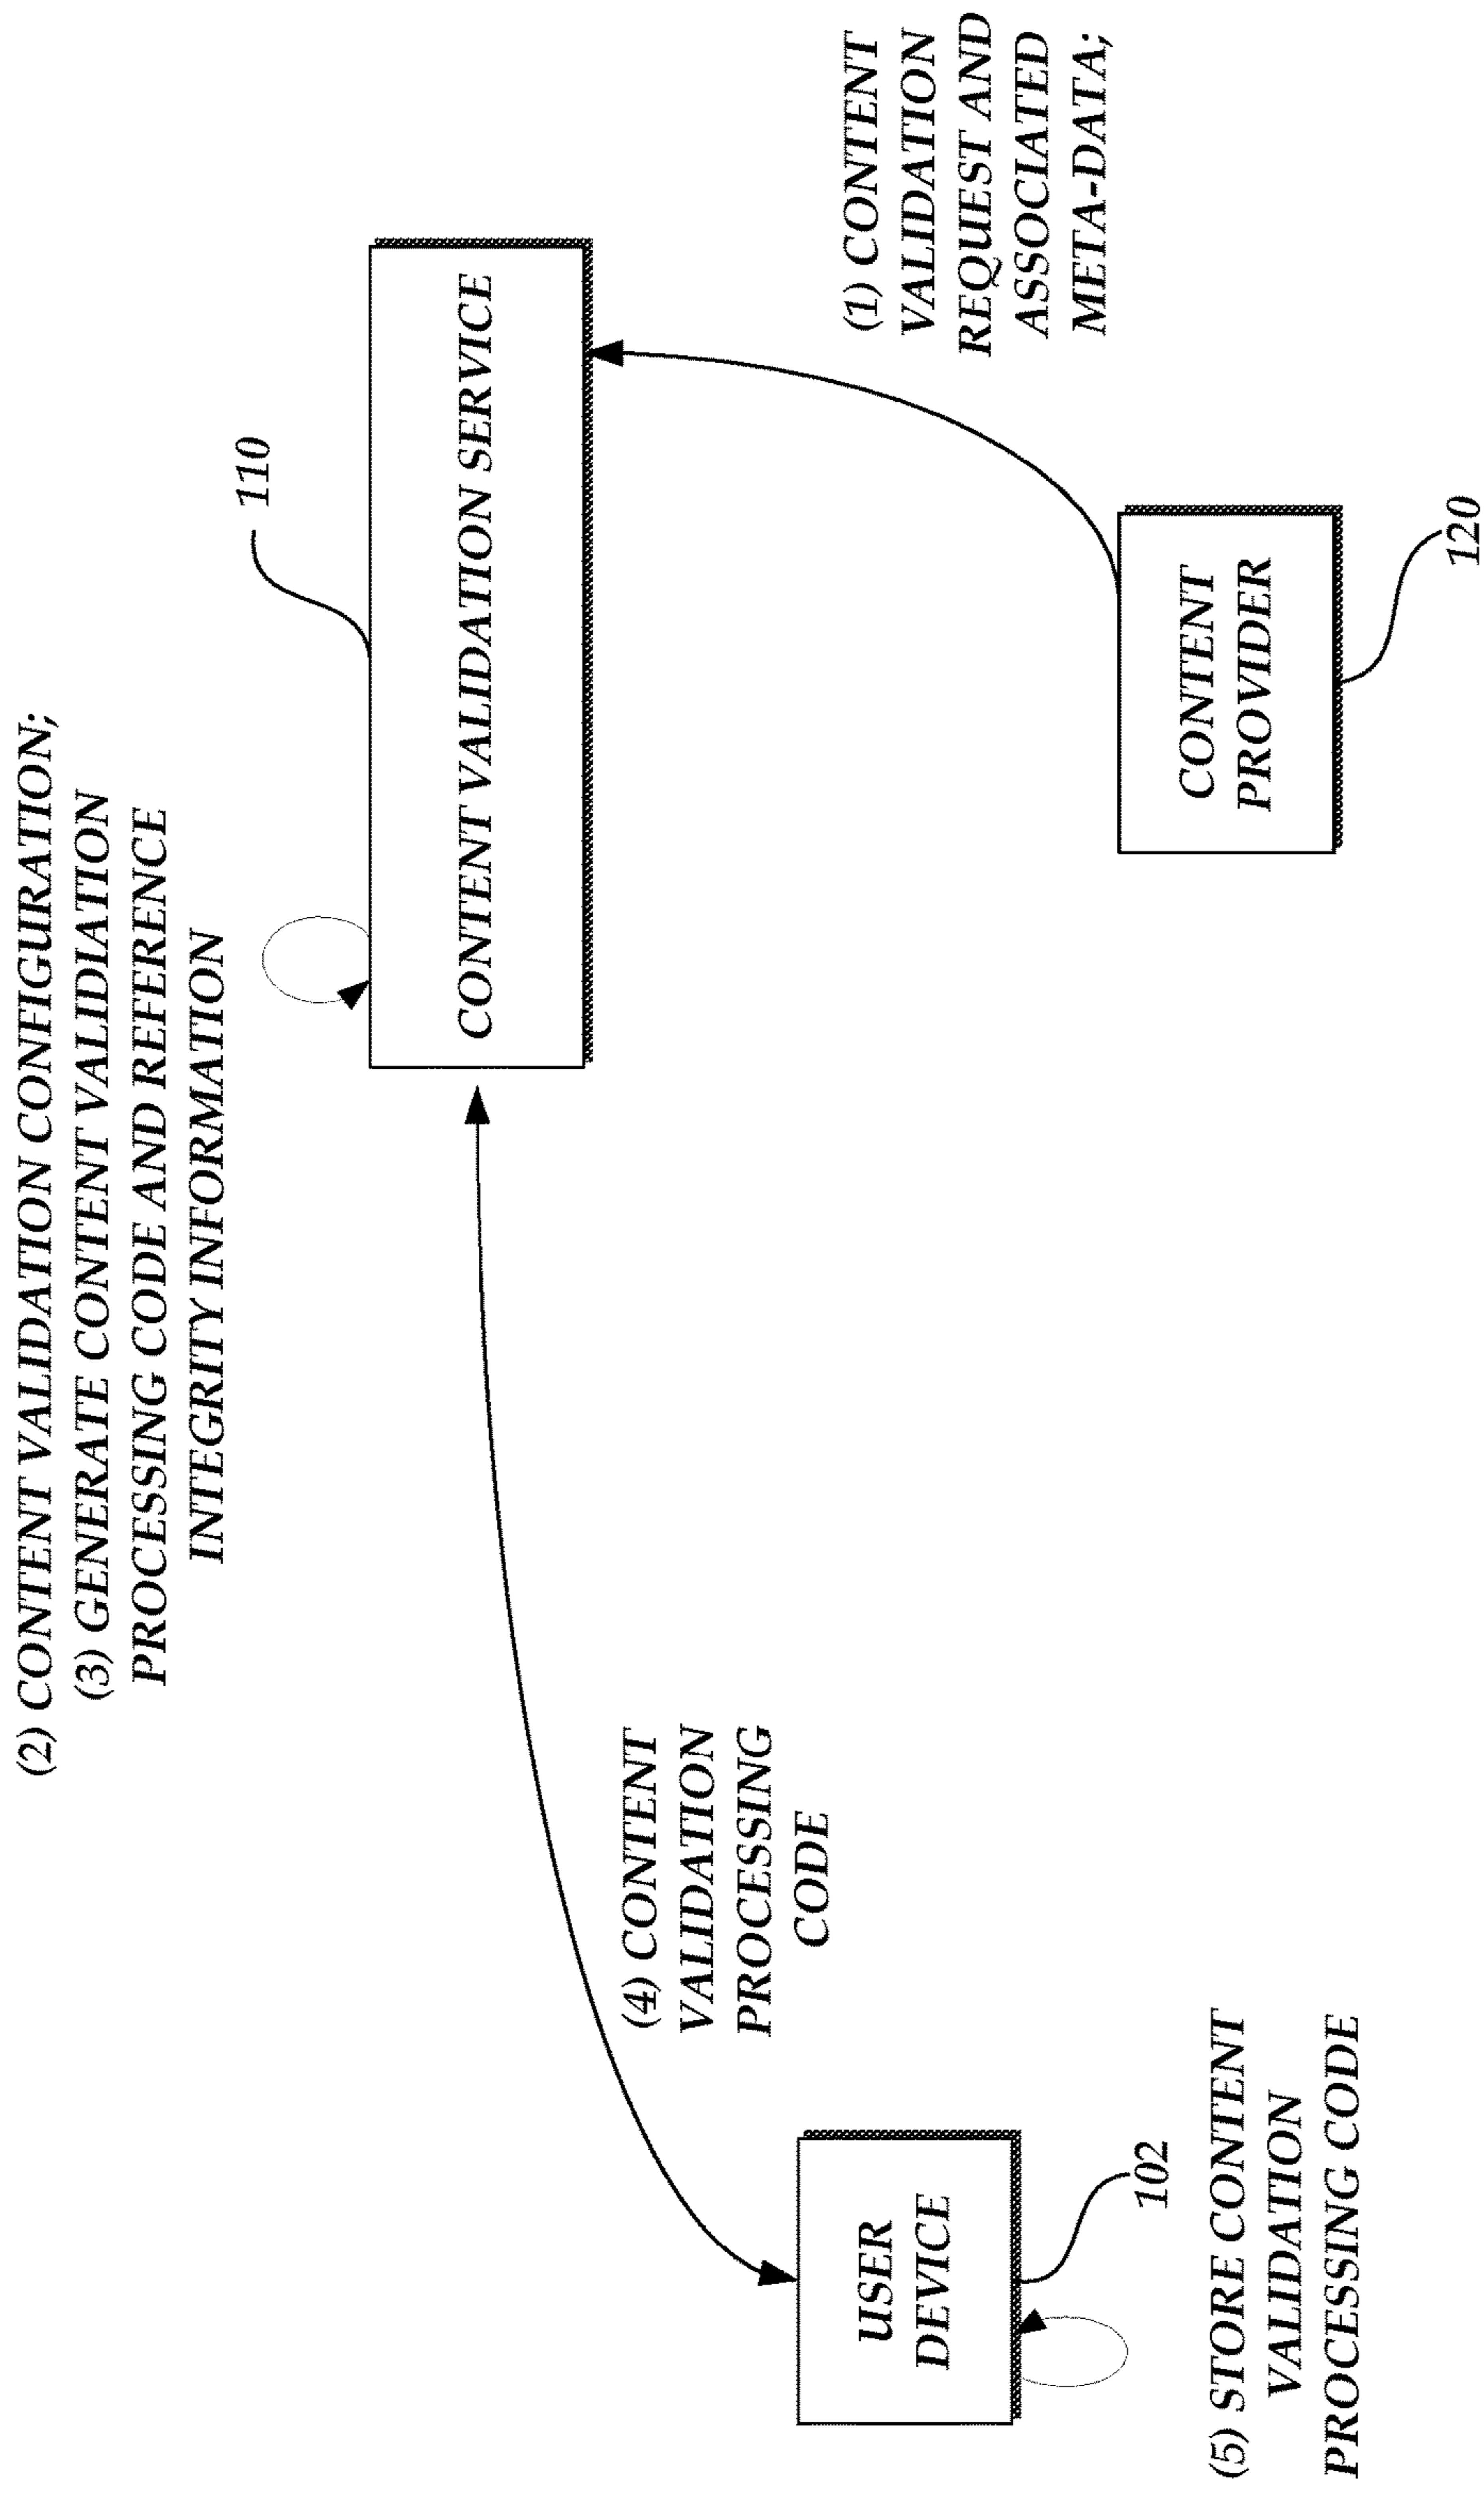 (2) CONTENT VALIDATION CONFIGURATION;
(3) GENERATE CONTENT VALIDIATION
PROCESSING CODE AND REFERENCE
INTEGRITY INFORMATION
110
CONTENT VALIDATION SERVICE
(4) CONTENT
VALIDATION
PROCESSING
CODE
(1) CONTENT
VALIDATION
REQUEST AND
ASSOCIATED
META-DATA;
USER
DEVICE
102
CONTENT
PROVIDER
120
(5) STORE CONTENT
VALIDATION
PROCESSING CODE